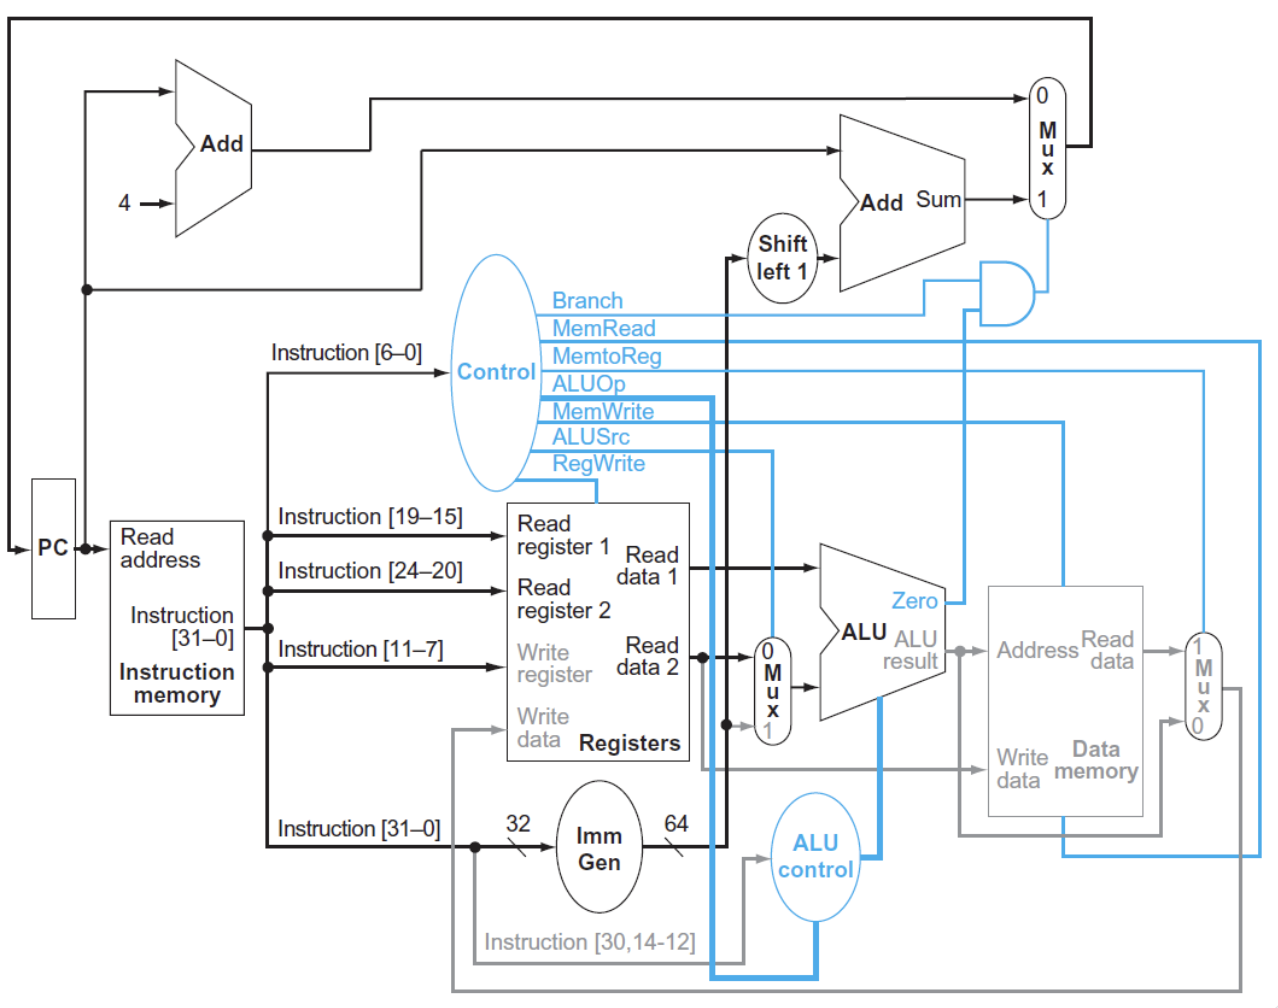 0
M
u
x
1
Add
4
Add Sum
Shift
left 1
Branch
MemRead
MemtoReg
ALUOp
MemWrite
ALUSrc
RegWrite
Control
Instruction [6–0]
Instruction [19–15]
Instruction [24–20]
Instruction [11–7]
Instruction [31–0]
PC
Read
address
Instruction
[31–0]
Instruction
memory
Read
register 1
Read
register 2
Write
register
Write
data
Read
data 1
Read
data 2
Registers
0
M
u
x
1
Zero
ALU
ALU
result
Address
Read
data
Write
data
Data
memory
1
M
u
x
0
32
Imm
Gen
64
ALU
control
Instruction [30,14-12]